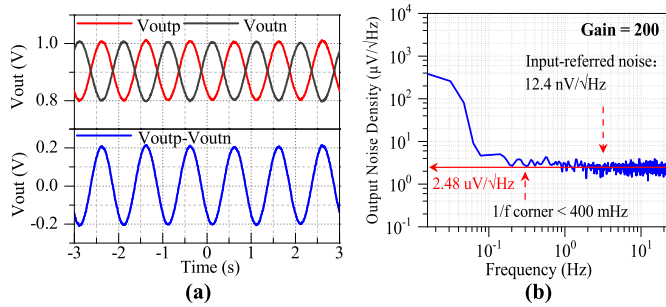 Voutp Voutn
1.0
0.8
Vout (V)
Voutp-Voutn
0.2
0.0
-0.2
Vout (V)
-3 -2 -1 0 1 2 3
Time (s)
(a)
Output Noise Density (μV/√Hz)
10⁴
10³
10²
10¹
10⁰
10⁻¹
Gain = 200
Input-referred noise:
12.4 nV/√Hz
2.48 uV/√Hz
1/f corner < 400 mHz
10⁻¹ 10⁰ 10¹
Frequency (Hz)
(b)